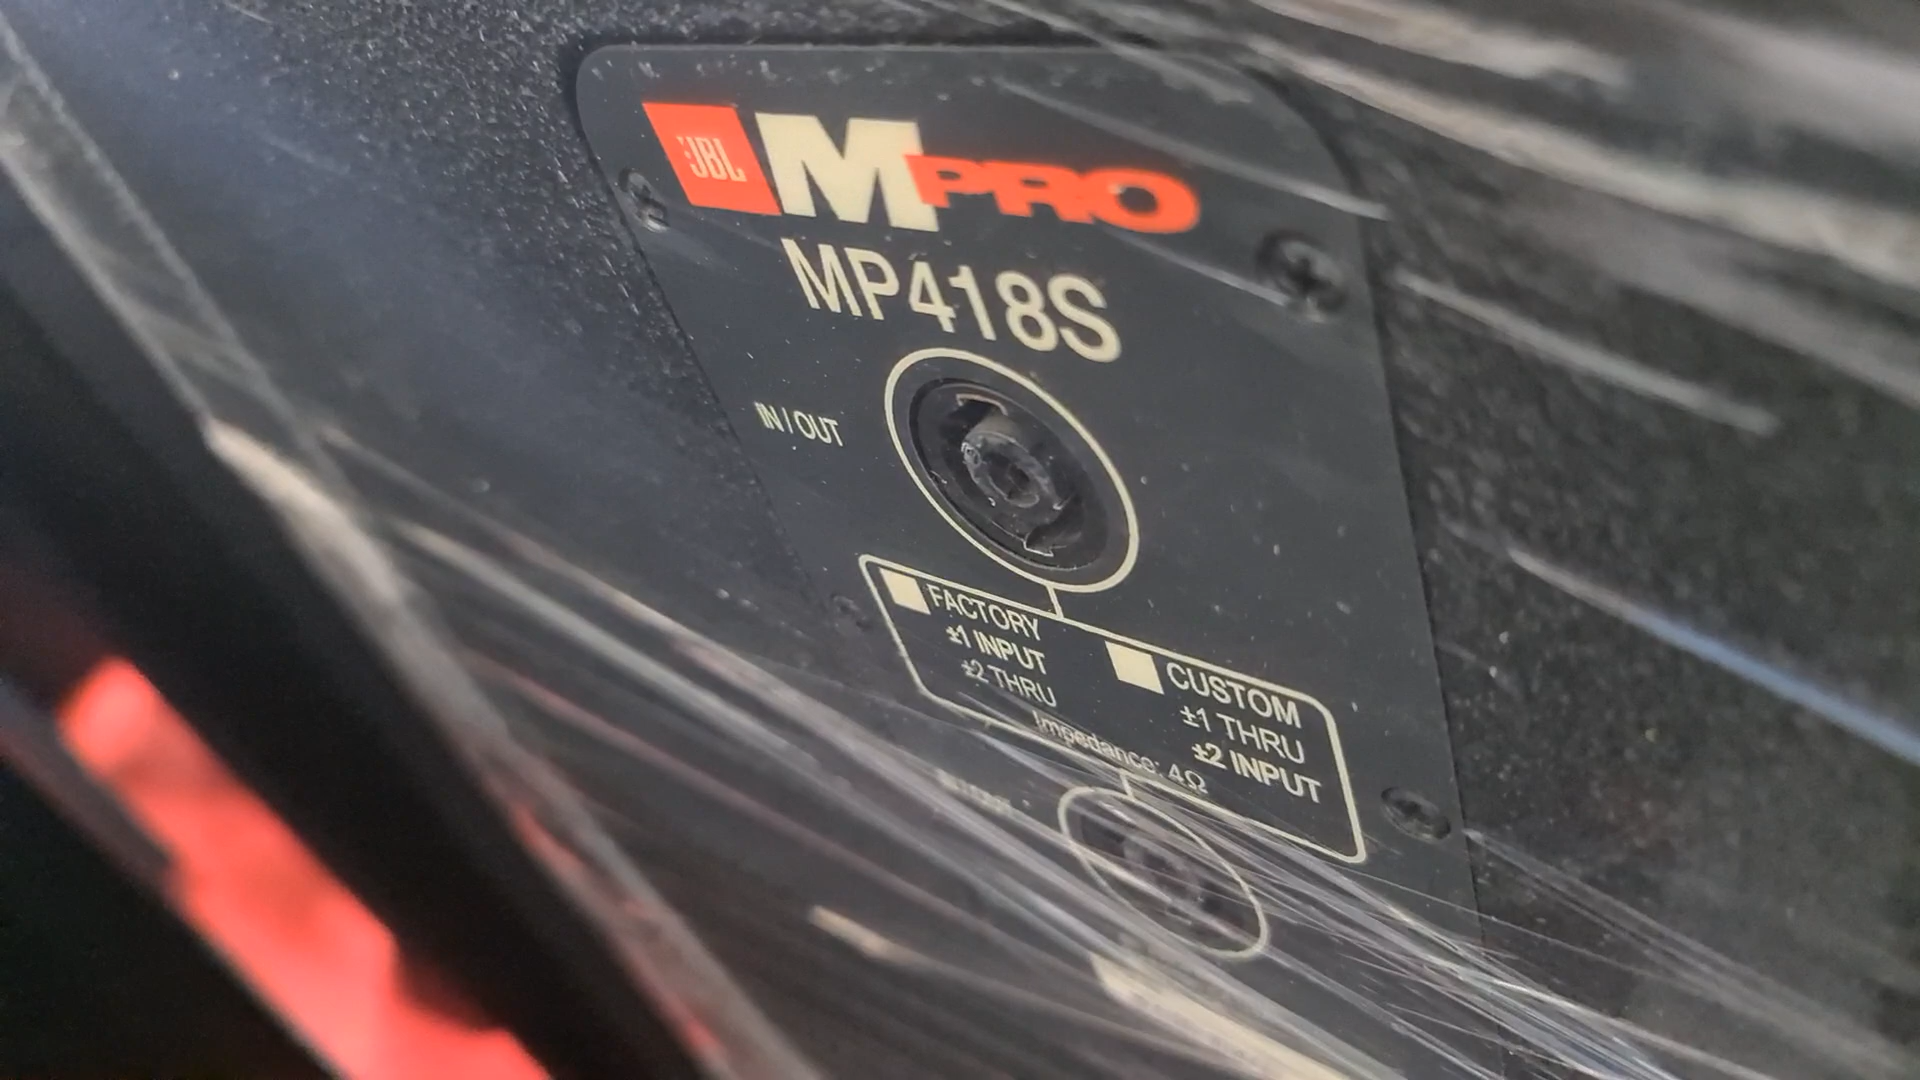 JBL MPRO
MP418S
IN / OUT
FACTORY
±1 INPUT
±2 THRU
CUSTOM
±1 THRU
±2 INPUT
Impedance: 4Ω